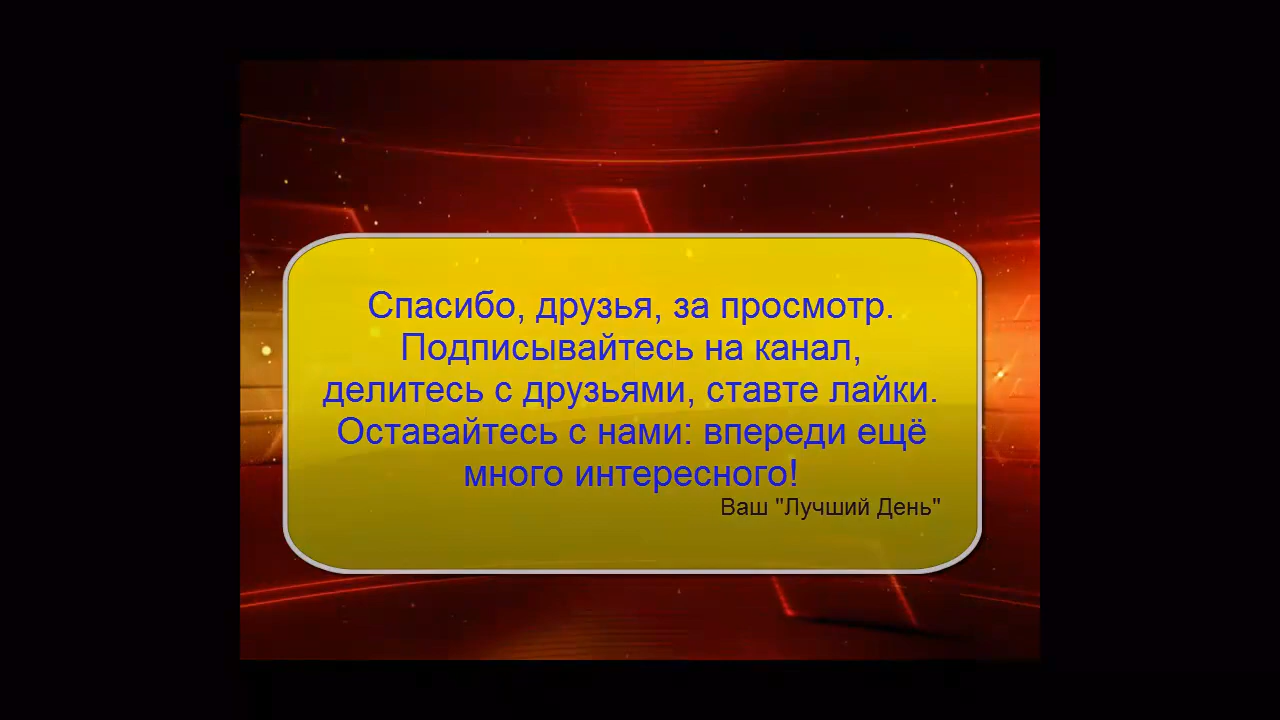 Спасибо, друзья, за просмотр.
Подписывайтесь на канал,
делитесь с друзьями, ставте лайки.
Оставайтесь с нами: впереди ещё
много интересного!
Ваш "Лучший День"